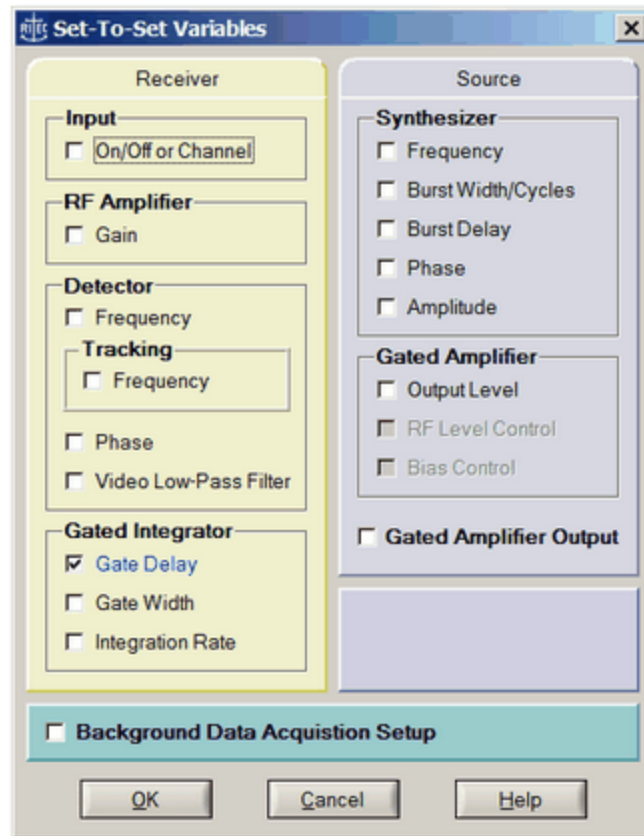 RITEC Set-To-Set Variables
Receiver
Input
On/Off or Channel
RF Amplifier
Gain
Detector
Frequency
Tracking
Frequency
Phase
Video Low-Pass Filter
Gated Integrator
Gate Delay
Gate Width
Integration Rate
Source
Synthesizer
Frequency
Burst Width/Cycles
Burst Delay
Phase
Amplitude
Gated Amplifier
Output Level
RF Level Control
Bias Control
Gated Amplifier Output
Background Data Acquistion Setup
OK
Cancel
Help